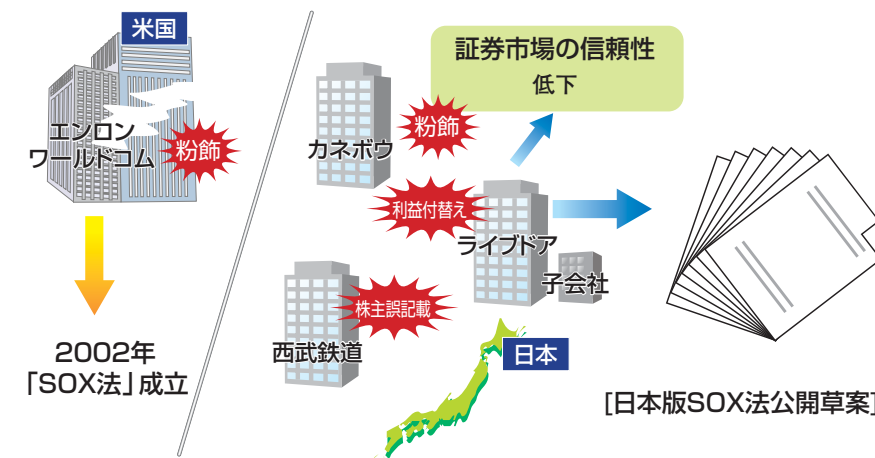 米国
エンロン
ワールドコム
粉飾
2002年
「SOX法」成立
証券市場の信頼性
低下
カネボウ
粉飾
利益付替え
ライブドア
子会社
株主誤記載
西武鉄道
日本
[日本版SOX法公開草案]